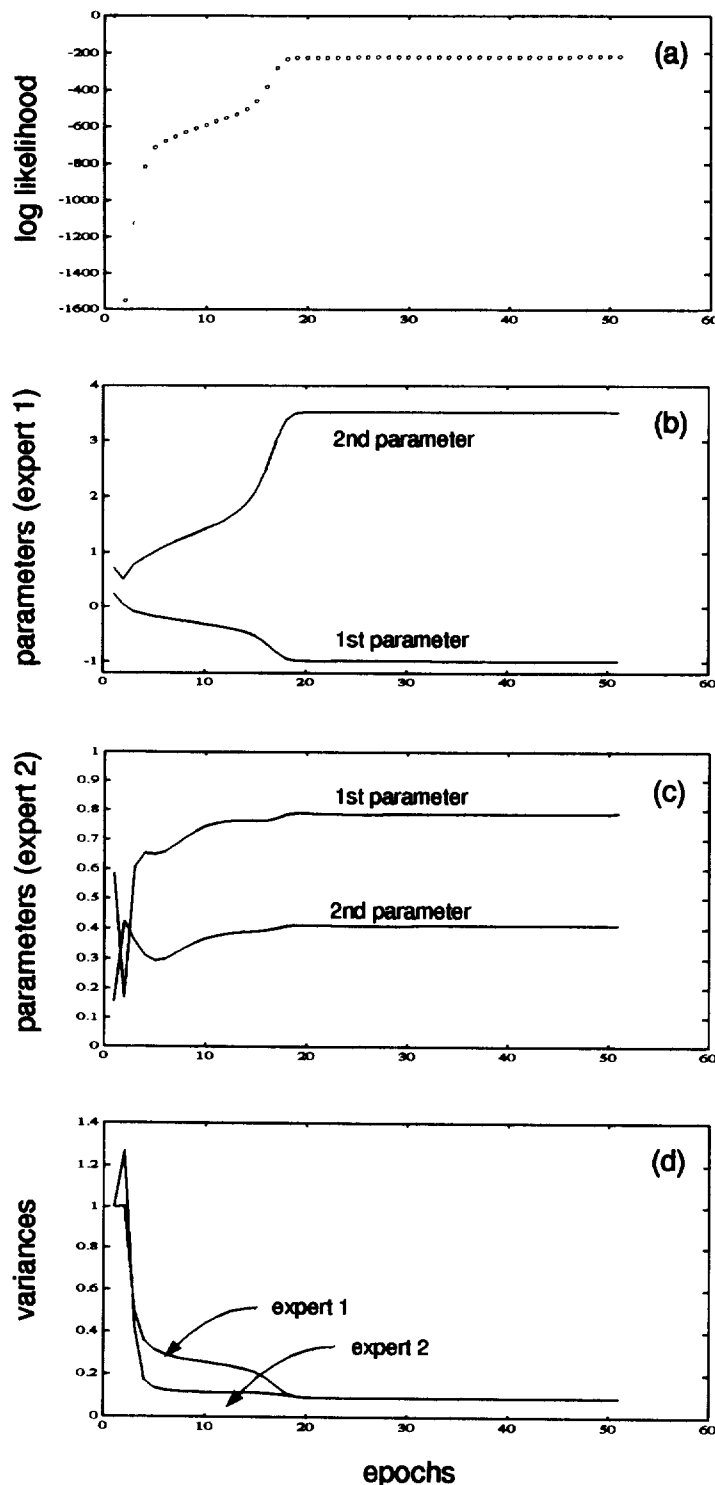 0
-200
-400
-600
-800
-1000
-1200
-1400
-1600
0 10 20 30 40 50 60
log likelihood
(a)
4
3
2
1
0
-1
0 10 20 30 40 50 60
parameters (expert 1)
(b)
2nd parameter
1st parameter
1
0.9
0.8
0.7
0.6
0.5
0.4
0.3
0.2
0.1
0
0 10 20 30 40 50 60
parameters (expert 2)
(c)
1st parameter
2nd parameter
1.4
1.2
1
0.8
0.6
0.4
0.2
0
0 10 20 30 40 50 60
variances
(d)
expert 1
expert 2
epochs